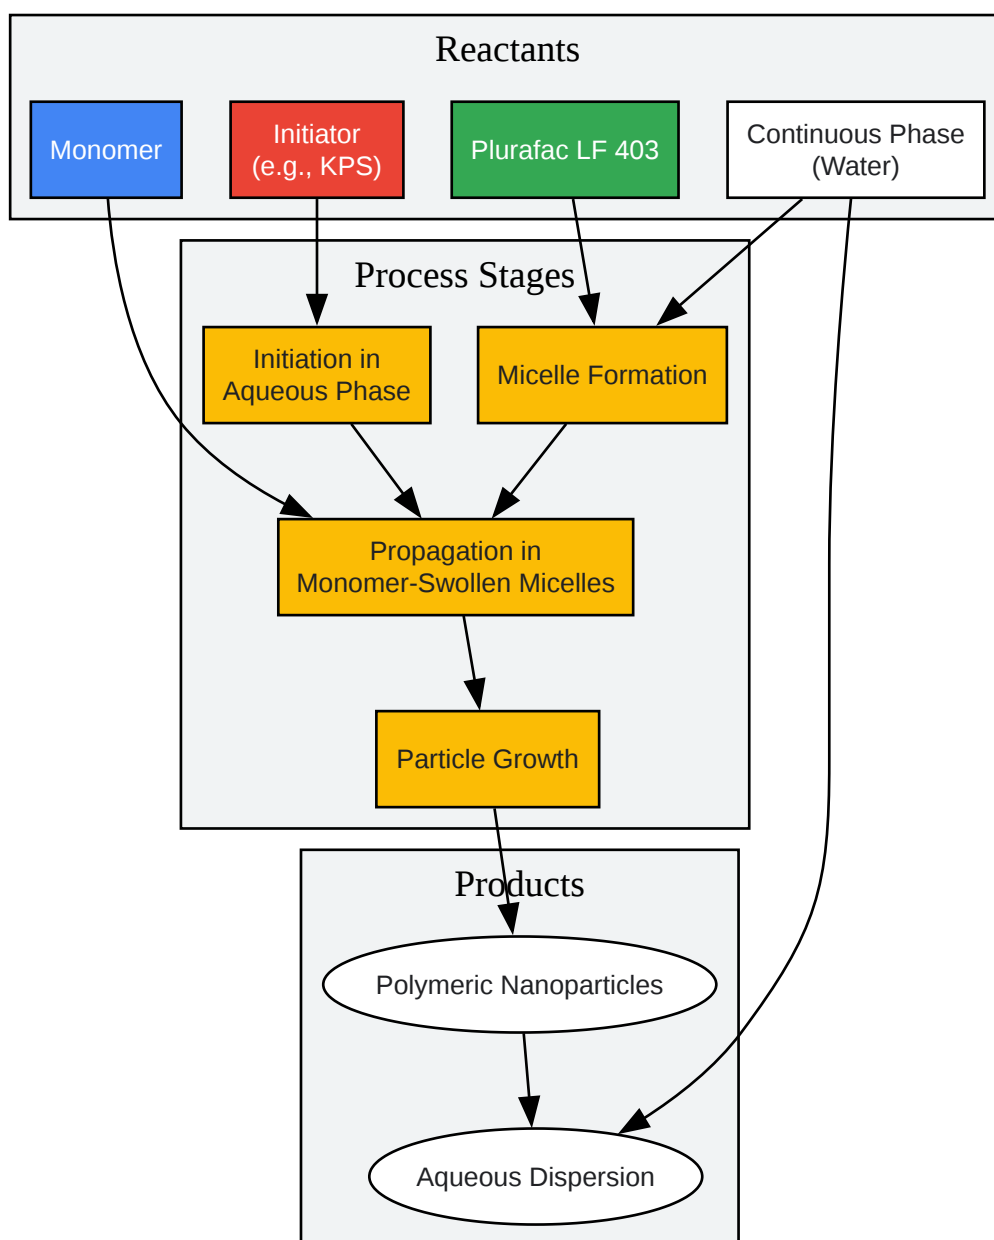 Reactants
Monomer
Initiator
(e.g., KPS)
Plurafac LF 403
Continuous Phase
(Water)
Process Stages
Initiation in
Aqueous Phase
Micelle Formation
Propagation in
Monomer-Swollen Micelles
Particle Growth
Products
Polymeric Nanoparticles
Aqueous Dispersion